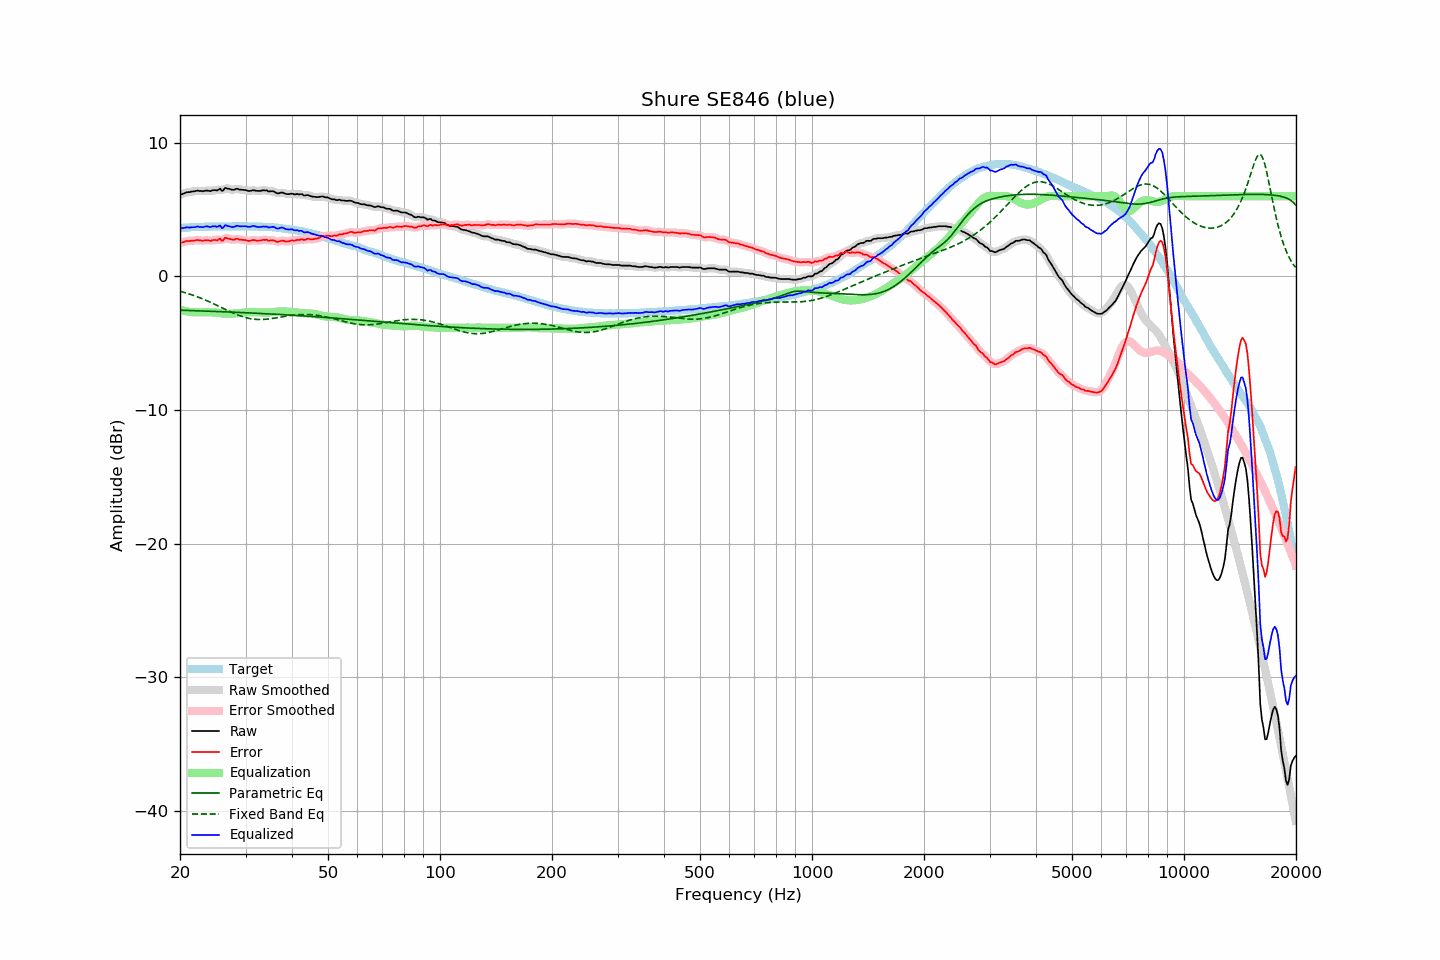 Shure SE846 (blue)
10
0
−10
−20
−30
−40
Amplitude (dBr)
Target
Raw Smoothed
Error Smoothed
Raw
Error
Equalization
Parametric Eq
Fixed Band Eq
Equalized
20 50 100 200 500 1000 2000 5000 10000 20000
Frequency (Hz)